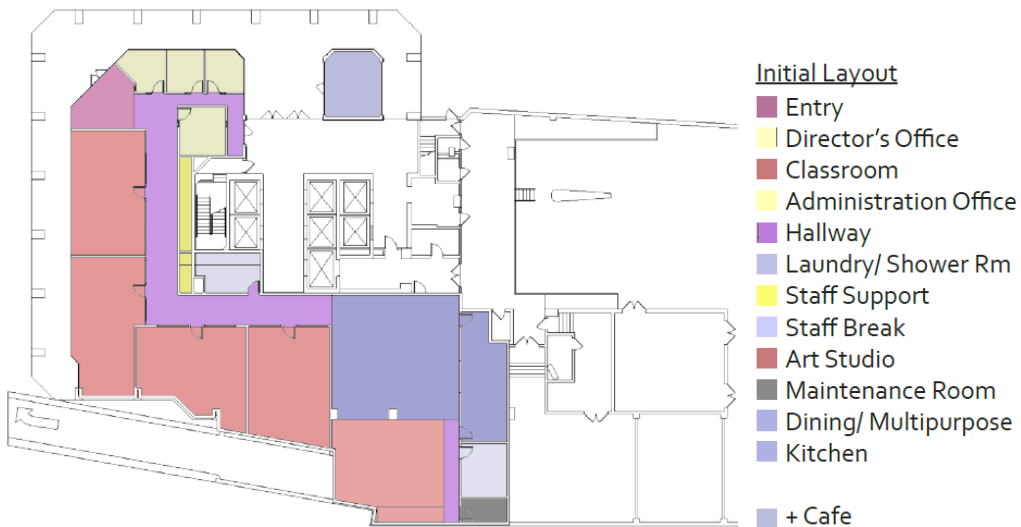 Initial Layout
Entry
Director's Office
Classroom
Administration Office
Hallway
Laundry/ Shower Rm
Staff Support
Staff Break
Art Studio
Maintenance Room
Dining/ Multipurpose
Kitchen
+ Cafe